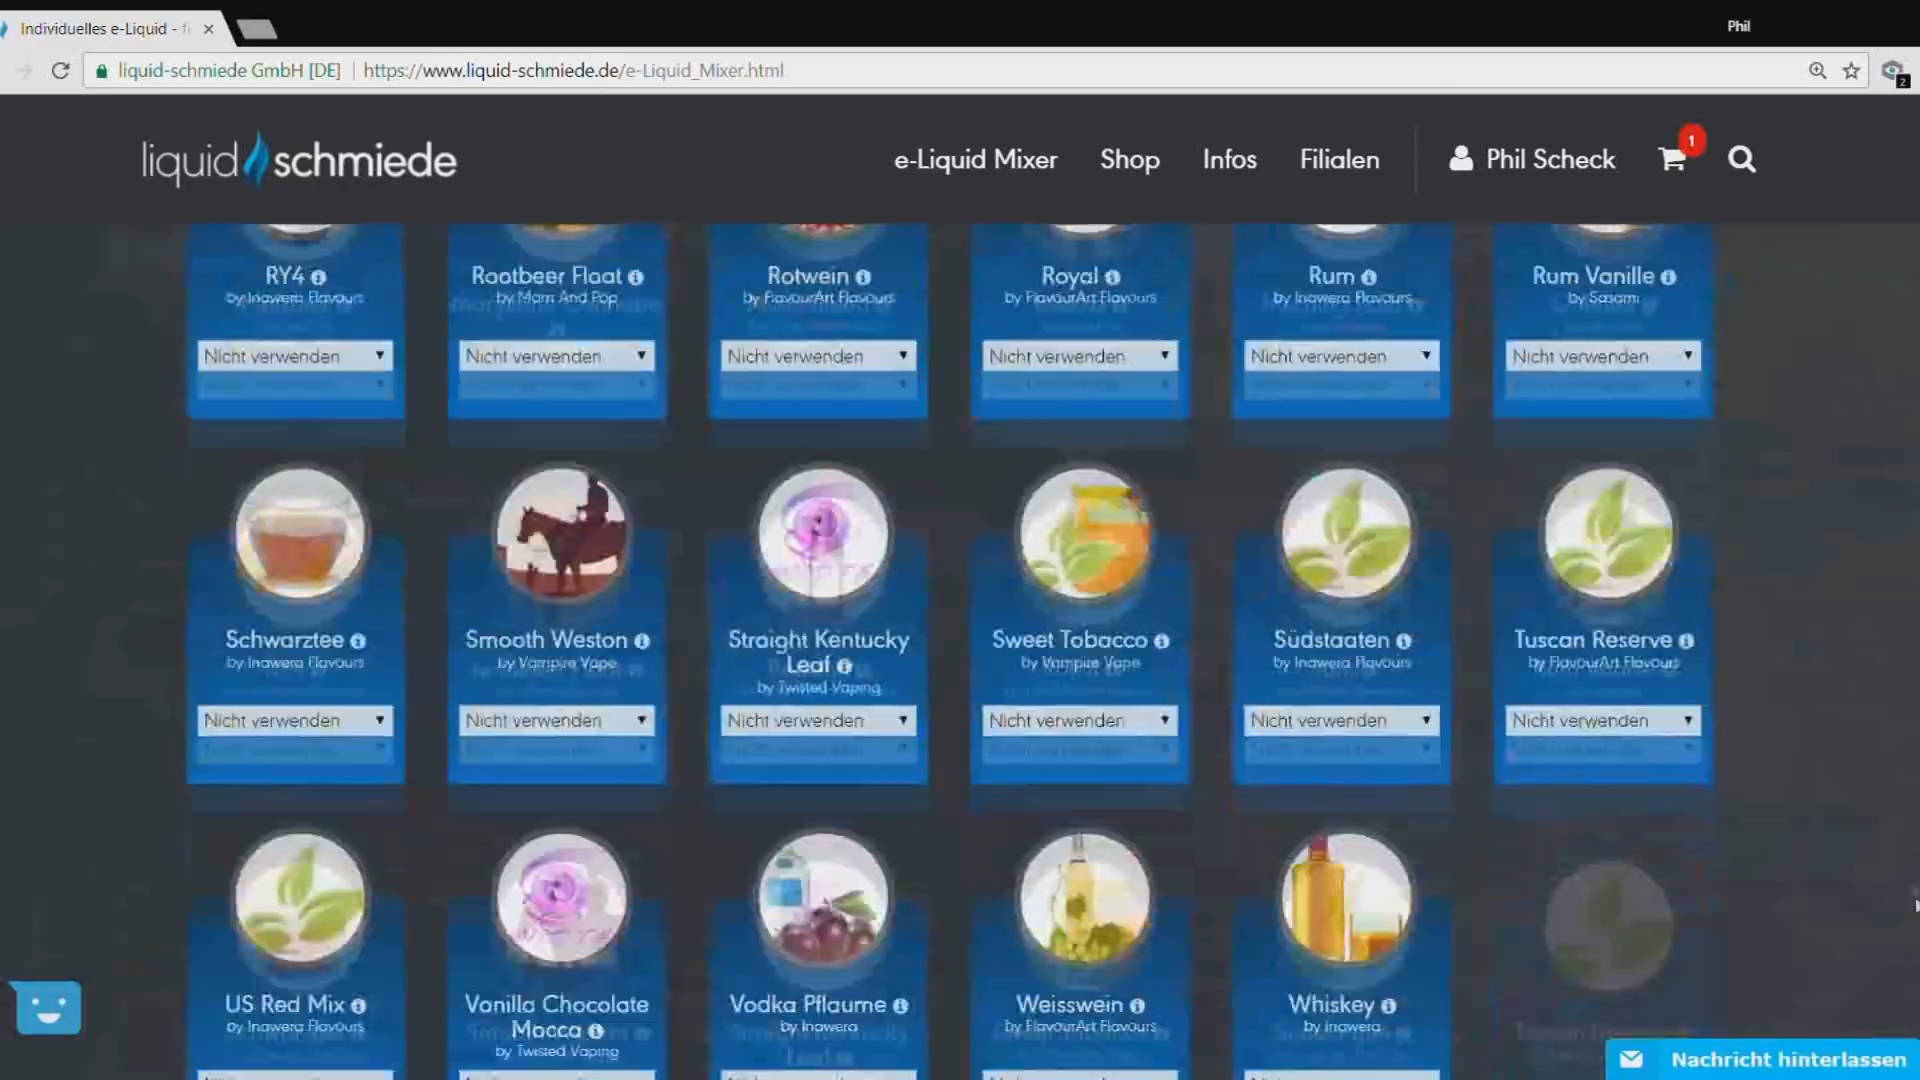 Individuelles e-Liquid - fi
Phil
liquid-schmiede GmbH [DE] https://www.liquid-schmiede.de/e-Liquid_Mixer.html
2
liquid schmiede
e-Liquid Mixer Shop Infos Filialen Phil Scheck 1
RY4 Rootbeer Float Rotwein Royal Rum Rum Vanille
by Inawera Flavours by Mom And Pop by FlavourArt Flavours by FlavourArt Flavours by Inawera Flavours by Sasami
Nicht verwenden Nicht verwenden Nicht verwenden Nicht verwenden Nicht verwenden Nicht verwenden
Schwarztee Smooth Weston Straight Kentucky Leaf Sweet Tobacco Südstaaten Tuscan Reserve
by Inawera Flavours by Vampire Vape by Twisted Vaping by Vampire Vape by Inawera Flavours by FlavourArt Flavours
Nicht verwenden Nicht verwenden Nicht verwenden Nicht verwenden Nicht verwenden Nicht verwenden
US Red Mix Vanilla Chocolate Mocca Vodka Pflaume Weisswein Whiskey
by Inawera Flavours by Twisted Vaping by Inawera by FlavourArt Flavours by Inawera
Nachricht hinterlassen